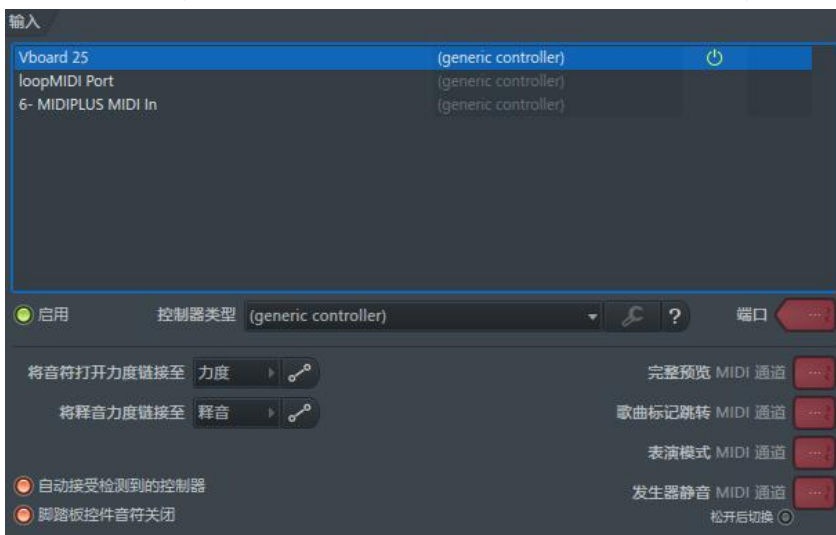 输入
Vboard 25 (generic controller)
loopMIDI Port (generic controller)
6- MIDIPLUS MIDI In (generic controller)
启用 控制器类型 (generic controller) ? 端口 ...
将音符打开力度链接至 力度 完整预览 MIDI 通道 ...
将释音力度链接至 释音 歌曲标记跳转 MIDI 通道 ...
表演模式 MIDI 通道 ...
自动接受检测到的控制器 发生器静音 MIDI 通道 ...
脚踏板控件音符关闭 松开后切换